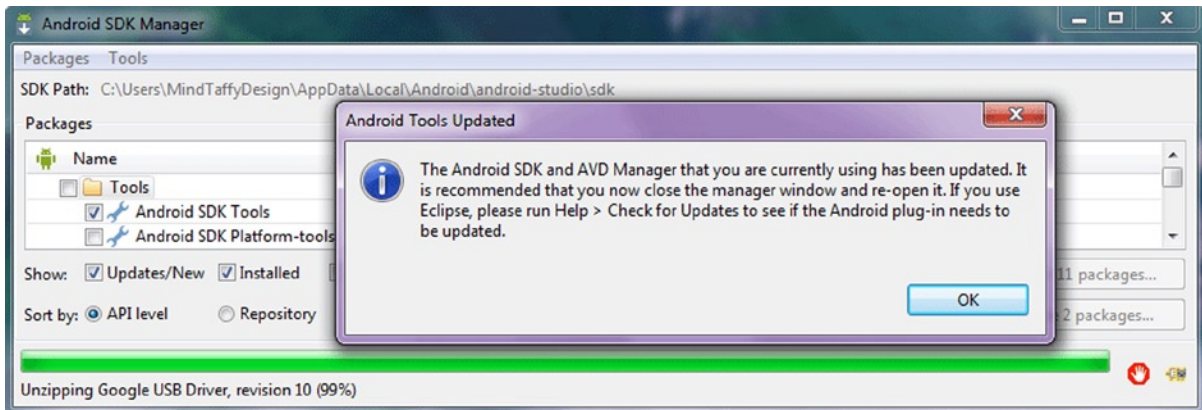 Android SDK Manager
Packages Tools
SDK Path: C:\Users\MindTaffyDesign\AppData\Local\Android\android-studio\sdk
Packages
Name
Tools
Android SDK Tools
Android SDK Platform-tools
Show: Updates/New Installed
11 packages...
Sort by: API level Repository
2 packages...
Unzipping Google USB Driver, revision 10 (99%)
Android Tools Updated
The Android SDK and AVD Manager that you are currently using has been updated. It
is recommended that you now close the manager window and re-open it. If you use
Eclipse, please run Help > Check for Updates to see if the Android plug-in needs to
be updated.
OK